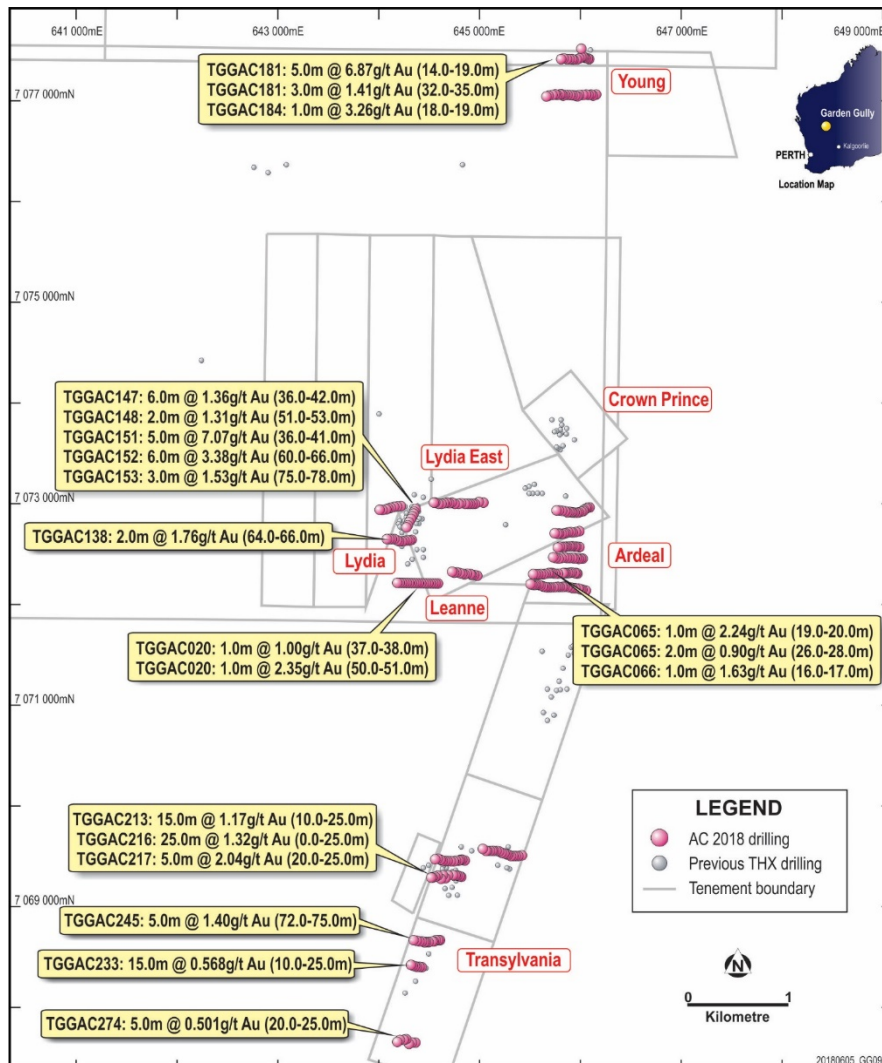 641 000mE
643 000mE
645 000mE
647 000mE
649 000mE
TGGAC181: 5.0m @ 6.87g/t Au (14.0-19.0m)
TGGAC181: 3.0m @ 1.41g/t Au (32.0-35.0m)
TGGAC184: 1.0m @ 3.26g/t Au (18.0-19.0m)
Young
7 077 000mN
Garden Gully
Kalgoorlie
PERTH
Location Map
7 075 000mN
TGGAC147: 6.0m @ 1.36g/t Au (36.0-42.0m)
TGGAC148: 2.0m @ 1.31g/t Au (51.0-53.0m)
TGGAC151: 5.0m @ 7.07g/t Au (36.0-41.0m)
TGGAC152: 6.0m @ 3.38g/t Au (60.0-66.0m)
TGGAC153: 3.0m @ 1.53g/t Au (75.0-78.0m)
Crown Prince
Lydia East
7 073 000mN
TGGAC138: 2.0m @ 1.76g/t Au (64.0-66.0m)
Lydia
Ardeal
Leanne
TGGAC020: 1.0m @ 1.00g/t Au (37.0-38.0m)
TGGAC020: 1.0m @ 2.35g/t Au (50.0-51.0m)
TGGAC065: 1.0m @ 2.24g/t Au (19.0-20.0m)
TGGAC065: 2.0m @ 0.90g/t Au (26.0-28.0m)
TGGAC066: 1.0m @ 1.63g/t Au (16.0-17.0m)
7 071 000mN
TGGAC213: 15.0m @ 1.17g/t Au (10.0-25.0m)
TGGAC216: 25.0m @ 1.32g/t Au (0.0-25.0m)
TGGAC217: 5.0m @ 2.04g/t Au (20.0-25.0m)
LEGEND
AC 2018 drilling
Previous THX drilling
Tenement boundary
7 069 000mN
TGGAC245: 5.0m @ 1.40g/t Au (72.0-75.0m)
TGGAC233: 15.0m @ 0.568g/t Au (10.0-25.0m)
Transylvania
N
0 1
Kilometre
TGGAC274: 5.0m @ 0.501g/t Au (20.0-25.0m)